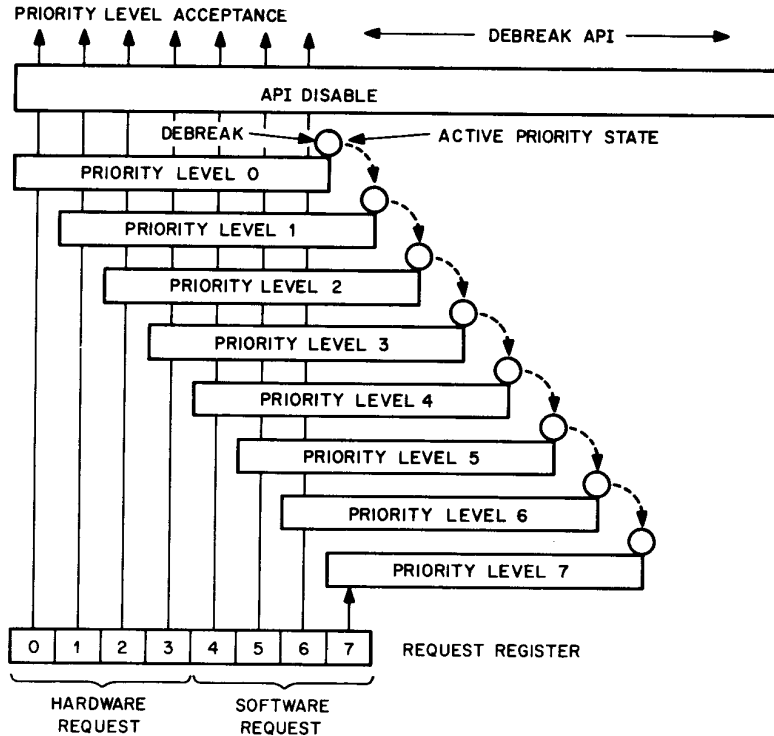 PRIORITY LEVEL ACCEPTANCE
DEBREAK API
API DISABLE
DEBREAK
ACTIVE PRIORITY STATE
PRIORITY LEVEL 0
PRIORITY LEVEL 1
PRIORITY LEVEL 2
PRIORITY LEVEL 3
PRIORITY LEVEL 4
PRIORITY LEVEL 5
PRIORITY LEVEL 6
PRIORITY LEVEL 7
0 1 2 3 4 5 6 7
REQUEST REGISTER
HARDWARE
REQUEST
SOFTWARE
REQUEST